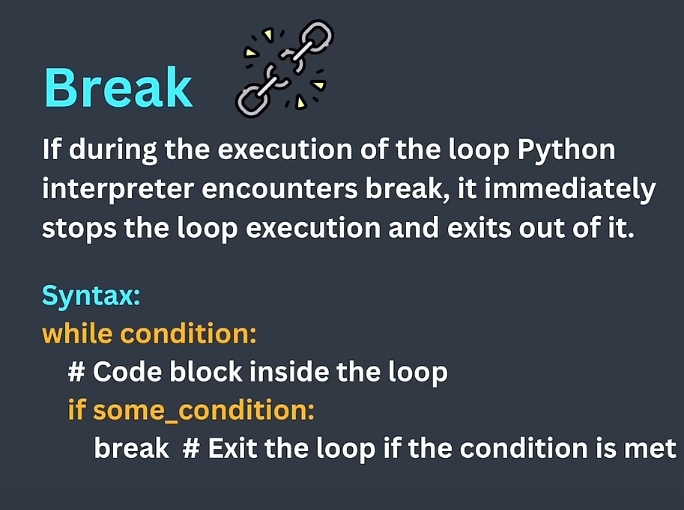 Break
If during the execution of the loop Python
interpreter encounters break, it immediately
stops the loop execution and exits out of it.
Syntax:
while condition:
    # Code block inside the loop
    if some_condition:
        break  # Exit the loop if the condition is met